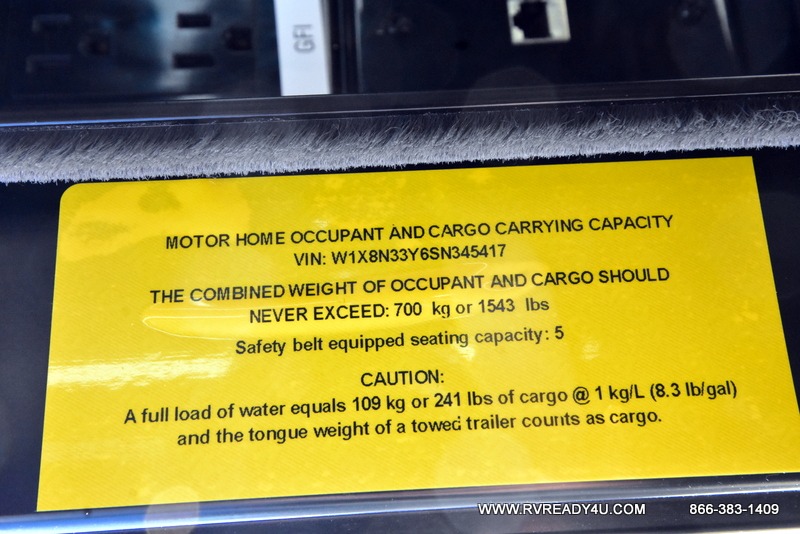 GFI
MOTOR HOME OCCUPANT AND CARGO CARRYING CAPACITY
VIN: W1X8N33Y6SN345417
THE COMBINED WEIGHT OF OCCUPANT AND CARGO SHOULD
NEVER EXCEED: 700 kg or 1543 lbs
Safety belt equipped seating capacity: 5
CAUTION:
A full load of water equals 109 kg or 241 lbs of cargo @ 1 kg/L (8.3 lb/gal)
and the tongue weight of a towed trailer counts as cargo.
WWW.RVREADY4U.COM 866-383-1409